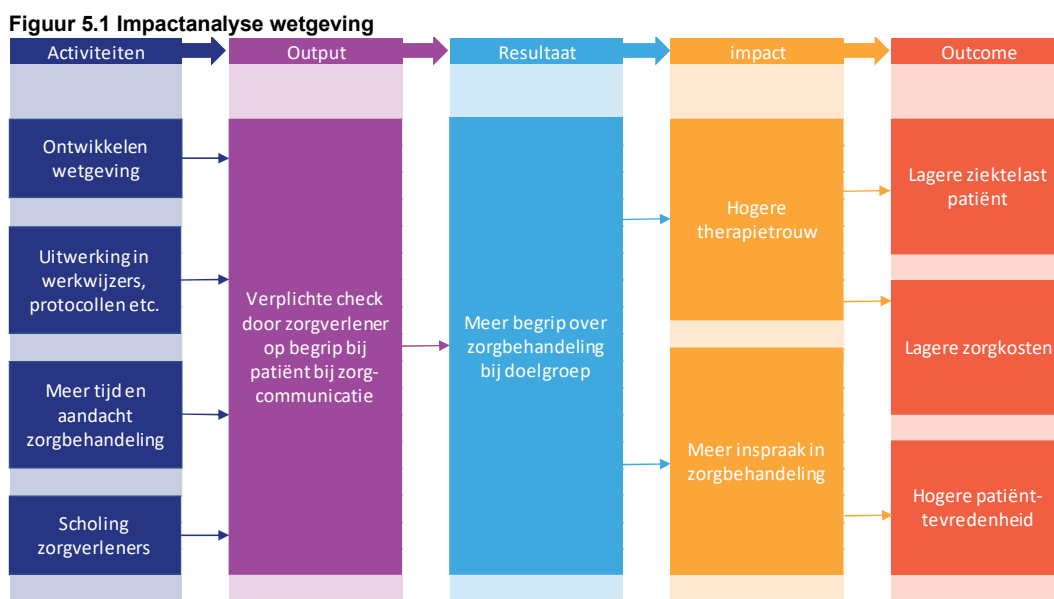 Figuur 5.1 Impactanalyse wetgeving
Activiteiten
Output
Resultaat
impact
Outcome
Ontwikkelen
wetgeving
Uitwerking in
werkwijzers,
protocollen etc.
Meer tijd en
aandacht
zorgbehandeling
Scholing
zorgverleners
Verplichte check
door zorgverlener
op begrip bij
patiënt bij zorg-
communicatie
Meer begrip over
zorgbehandeling
bij doelgroep
Hogere
therapietrouw
Meer inspraak in
zorgbehandeling
Lagere ziektelast
patiënt
Lagere zorgkosten
Hogere patiënt-
tevredenheid